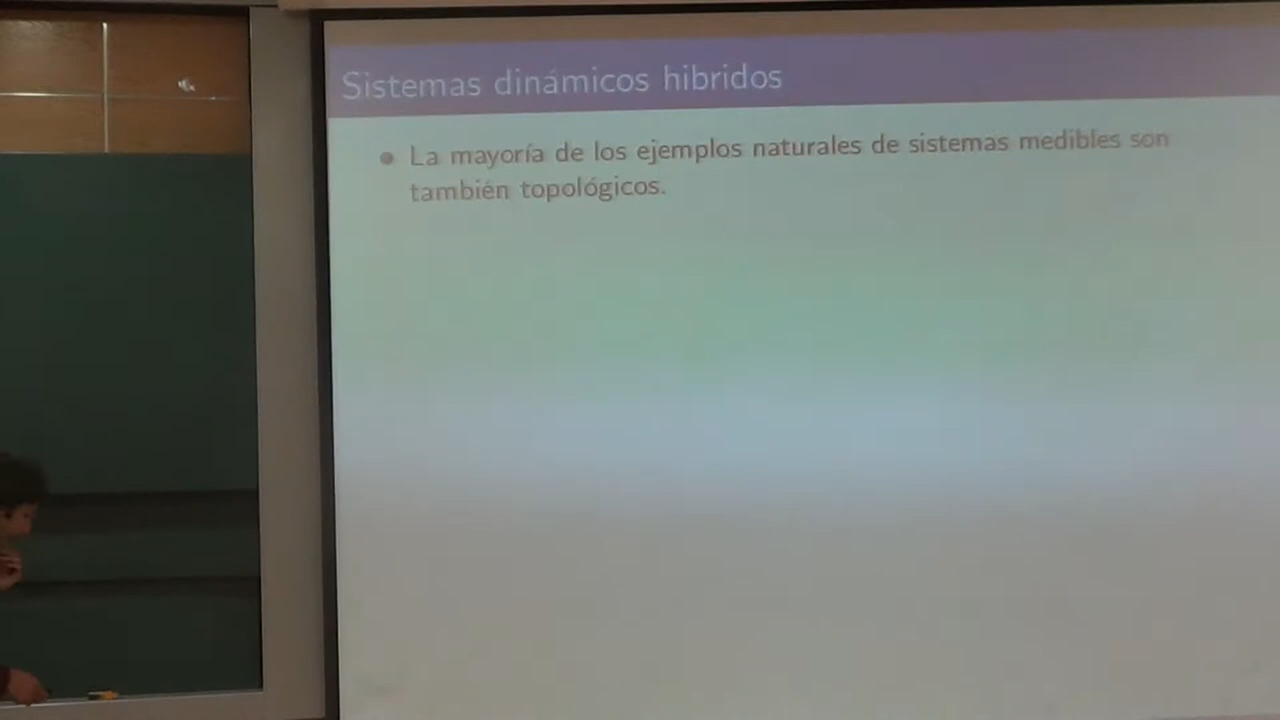 Sistemas dinámicos hibridos
La mayoría de los ejemplos naturales de sistemas medibles son
también topológicos.